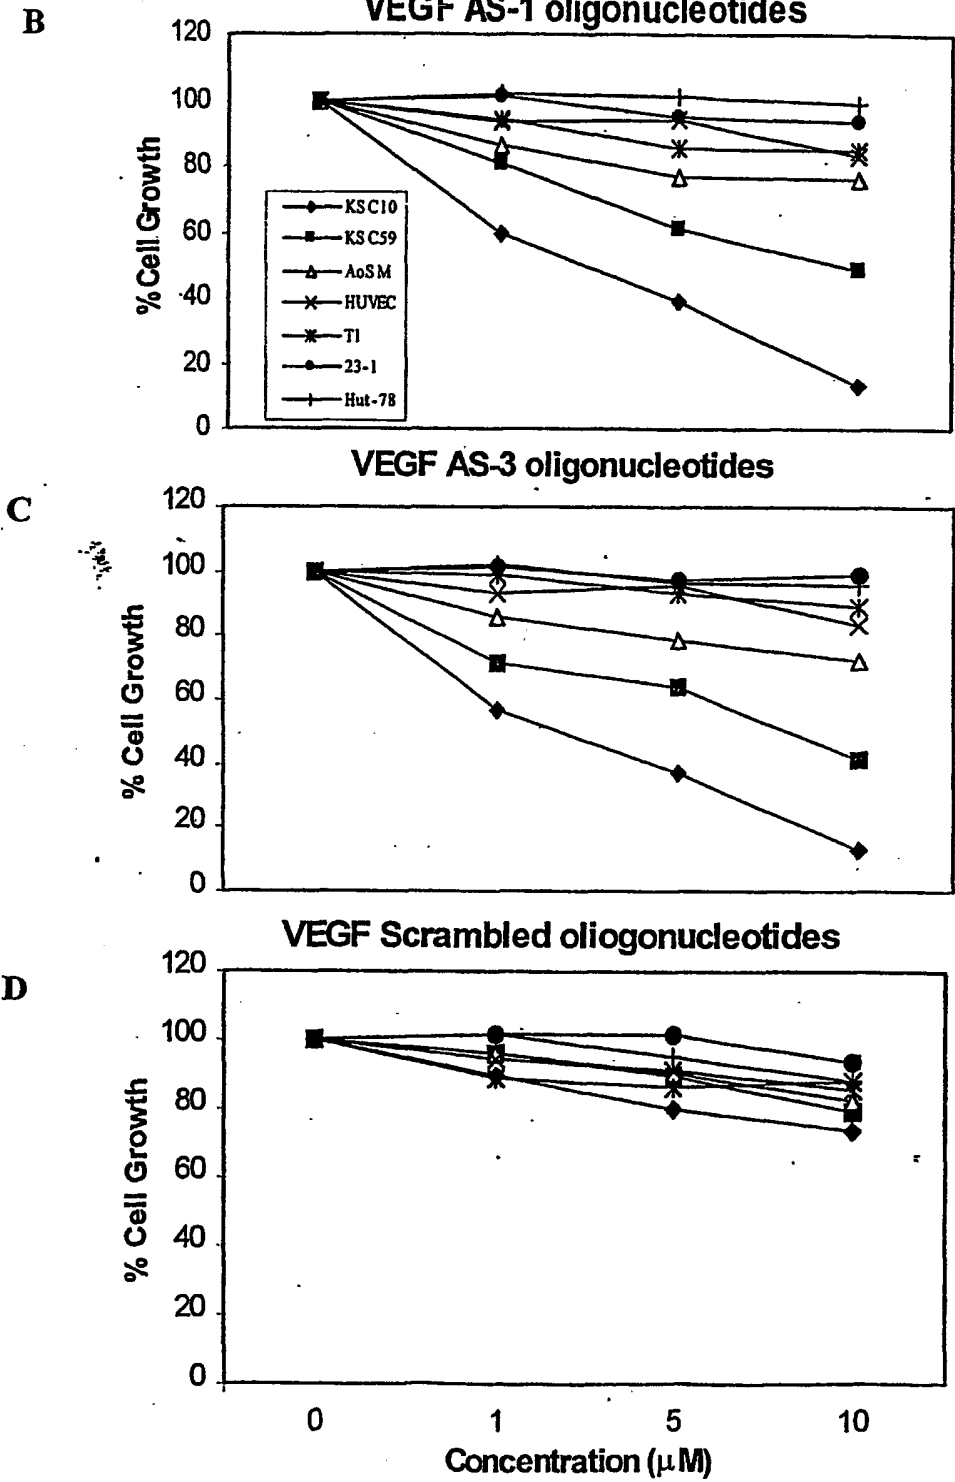 B
VEGF AS-1 oligonucleotides
120
100
80
60
40
20
0
% Cell Growth
KSC10
KSC59
AoSM
HUVEC
T1
23-1
Hut-78
C
VEGF AS-3 oligonucleotides
120
100
80
60
40
20
0
% Cell Growth
D
VEGF Scrambled oliogonucleotides
120
100
80
60
40
20
0
% Cell Growth
0 1 5 10
Concentration (μM)